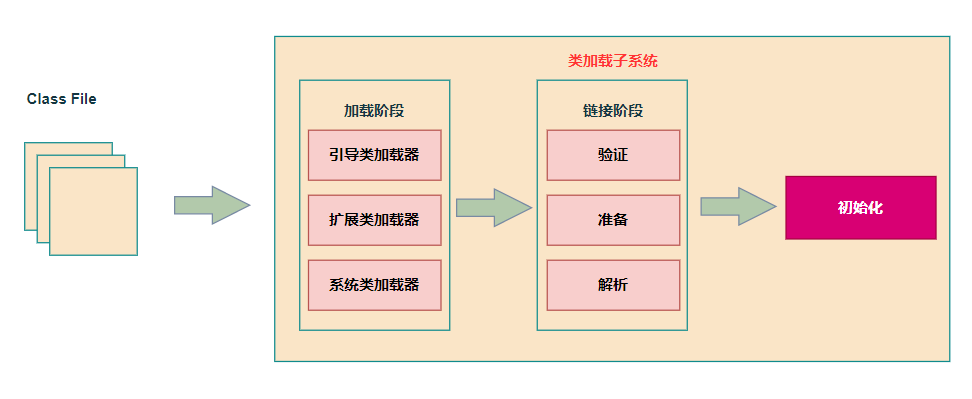 类加载子系统
Class File
加载阶段
引导类加载器
扩展类加载器
系统类加载器
链接阶段
验证
准备
解析
初始化